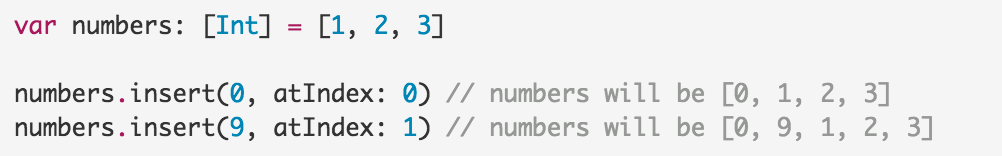 var numbers: [Int] = [1, 2, 3]
numbers.insert(0, atIndex: 0) // numbers will be [0, 1, 2, 3]
numbers.insert(9, atIndex: 1) // numbers will be [0, 9, 1, 2, 3]